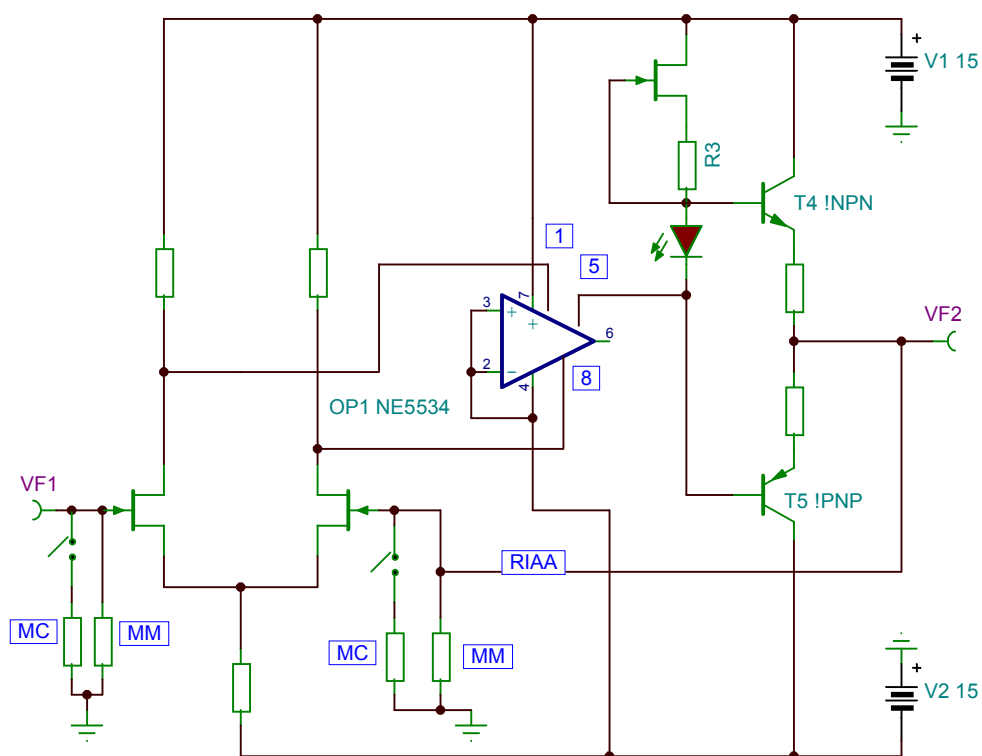 +
V1 15
R3
T4 !NPN
1
5
7
3
+
+
6
VF2
2
−
8
4
OP1 NE5534
VF1
T5 !PNP
RIAA
MC
MM
MC
MM
+
V2 15